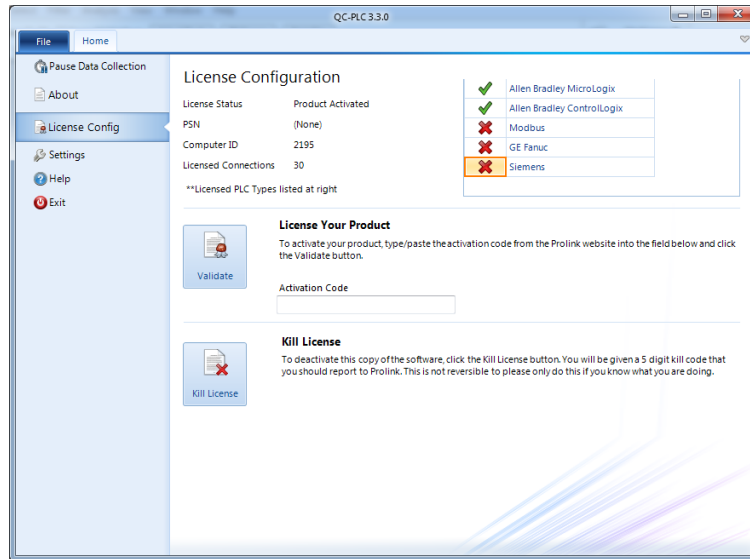 QC-PLC 3.3.0
File
Home
Pause Data Collection
About
License Config
Settings
Help
Exit
License Configuration
License Status Product Activated
PSN (None)
Computer ID 2195
Licensed Connections 30
**Licensed PLC Types listed at right
Allen Bradley MicroLogix
Allen Bradley ControlLogix
Modbus
GE Fanuc
Siemens
License Your Product
To activate your product, type/paste the activation code from the Prolink website into the field below and click
the Validate button.
Validate
Activation Code
Kill License
To deactivate this copy of the software, click the Kill License button. You will be given a 5 digit kill code that
you should report to Prolink. This is not reversible to please only do this if you know what you are doing.
Kill License